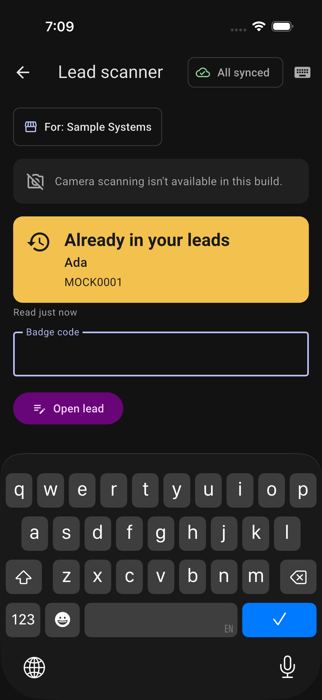 7:09
Lead scanner
All synced
For: Sample Systems
Camera scanning isn't available in this build.
Already in your leads
Ada
MOCK0001
Read just now
Badge code
Open lead
q w e r t y u i o p
a s d f g h j k l
z x c v b n m
123
EN